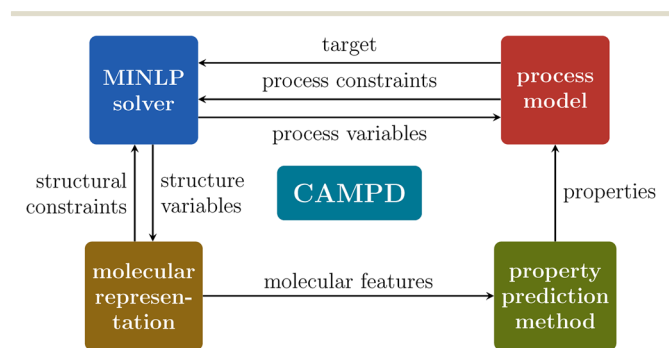 target
MINLP
solver
process constraints
process
model
process variables
structural
constraints
structure
variables
CAMPD
properties
molecular
represen-
tation
molecular features
property
prediction
method